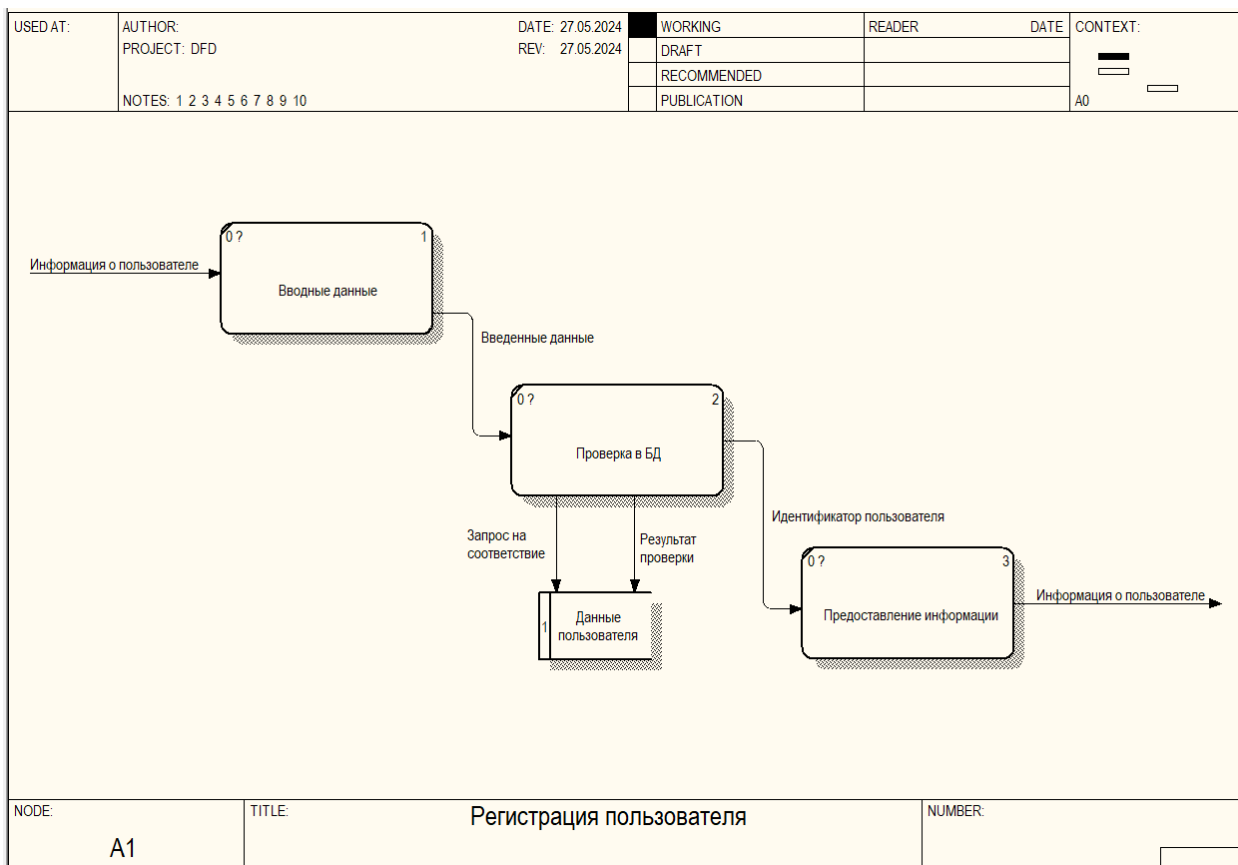 USED AT:
AUTHOR:
DATE: 27.05.2024
WORKING
READER
DATE
CONTEXT:
PROJECT: DFD
REV: 27.05.2024
DRAFT
RECOMMENDED
NOTES: 1 2 3 4 5 6 7 8 9 10
PUBLICATION
A0
0 ?
1
Информация о пользователе
Вводные данные
Введенные данные
0 ?
2
Проверка в БД
Идентификатор пользователя
Запрос на
соответствие
Результат
проверки
0 ?
3
Информация о пользователе
Предоставление информации
1
Данные
пользователя
NODE:
A1
TITLE:
Регистрация пользователя
NUMBER: